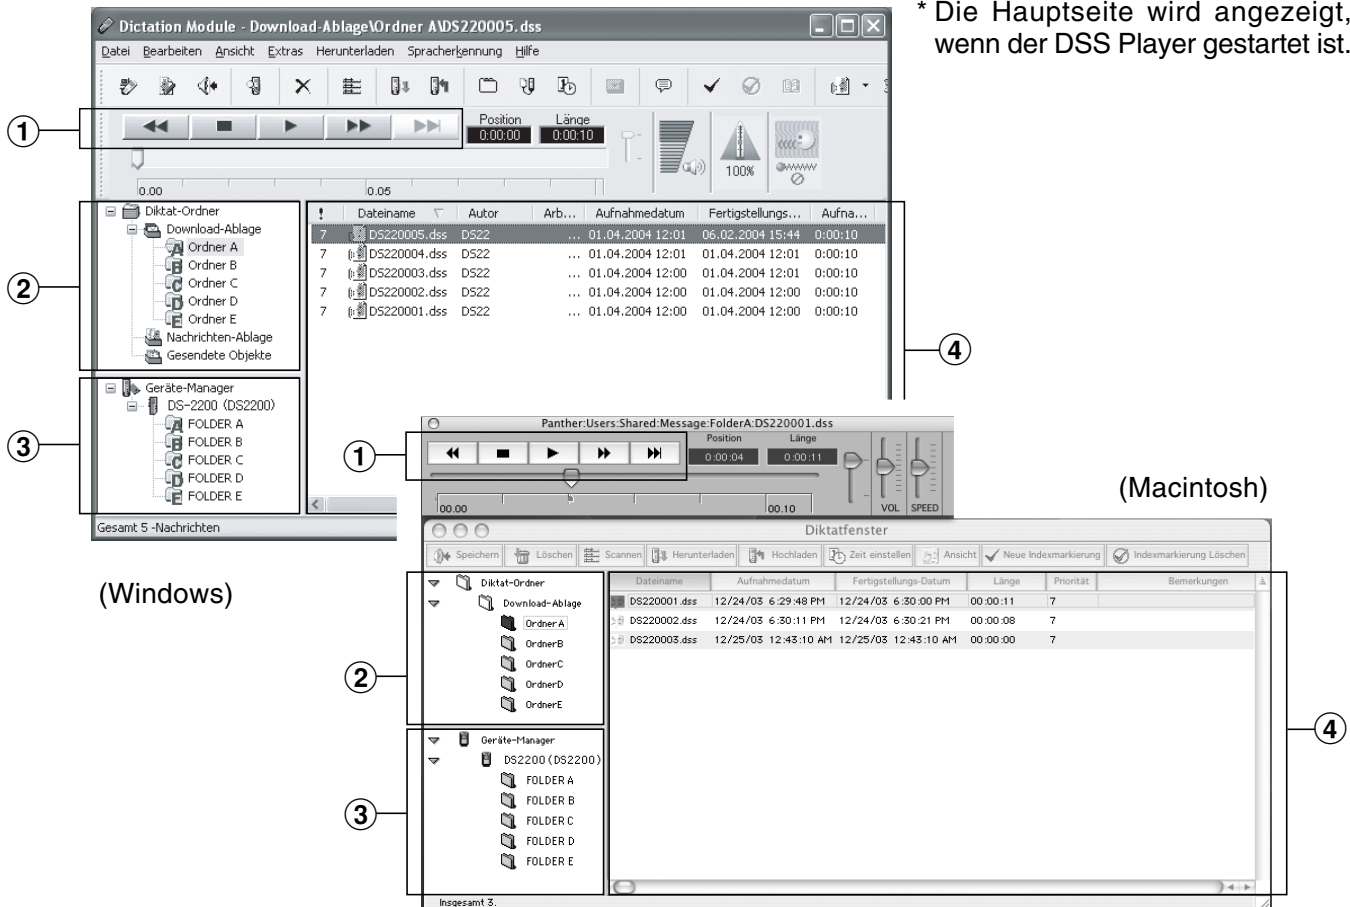 * Die Hauptseite wird angezeigt,
wenn der DSS Player gestartet ist.
Dictation Module - Download-Ablage\Ordner A\DS220005.dss
Datei Bearbeiten Ansicht Extras Herunterladen Spracherkennung Hilfe
1
Position Länge
0:00:00 0:00:10
100%
0.00 0.05
2
Diktat-Ordner
Download-Ablage
Ordner A
Ordner B
Ordner C
Ordner D
Ordner E
Nachrichten-Ablage
Gesendete Objekte
3
Geräte-Manager
DS-2200 (DS2200)
FOLDER A
FOLDER B
FOLDER C
FOLDER D
FOLDER E
! Dateiname Autor Arb... Aufnahmedatum Fertigstellungs... Aufna...
7 DS220005.dss DS22 ... 01.04.2004 12:01 06.02.2004 15:44 0:00:10
7 DS220004.dss DS22 ... 01.04.2004 12:01 01.04.2004 12:01 0:00:10
7 DS220003.dss DS22 ... 01.04.2004 12:00 01.04.2004 12:01 0:00:10
7 DS220002.dss DS22 ... 01.04.2004 12:00 01.04.2004 12:00 0:00:10
7 DS220001.dss DS22 ... 01.04.2004 12:00 01.04.2004 12:00 0:00:10
4
Gesamt 5 -Nachrichten
(Windows)
(Macintosh)
Panther:Users:Shared:Message:FolderA:DS220001.dss
1
Position Länge
0:00:04 0:00:11
00.00 00.10
VOL SPEED
Diktatfenster
Speichern Löschen Scannen Herunterladen Hochladen Zeit einstellen Ansicht Neue Indexmarkierung Indexmarkierung Löschen
2
Diktat-Ordner
Download-Ablage
OrdnerA
OrdnerB
OrdnerC
OrdnerD
OrdnerE
3
Geräte-Manager
DS2200 (DS2200)
FOLDER A
FOLDER B
FOLDER C
FOLDER D
FOLDER E
Dateiname Aufnahmedatum Fertigstellungs-Datum Länge Priorität Bemerkungen
DS220001.dss 12/24/03 6:29:48 PM 12/24/03 6:30:00 PM 00:00:11 7
DS220002.dss 12/24/03 6:30:11 PM 12/24/03 6:30:21 PM 00:00:08 7
DS220003.dss 12/25/03 12:43:10 AM 12/25/03 12:43:10 AM 00:00:00 7
4
Insgesamt 3.